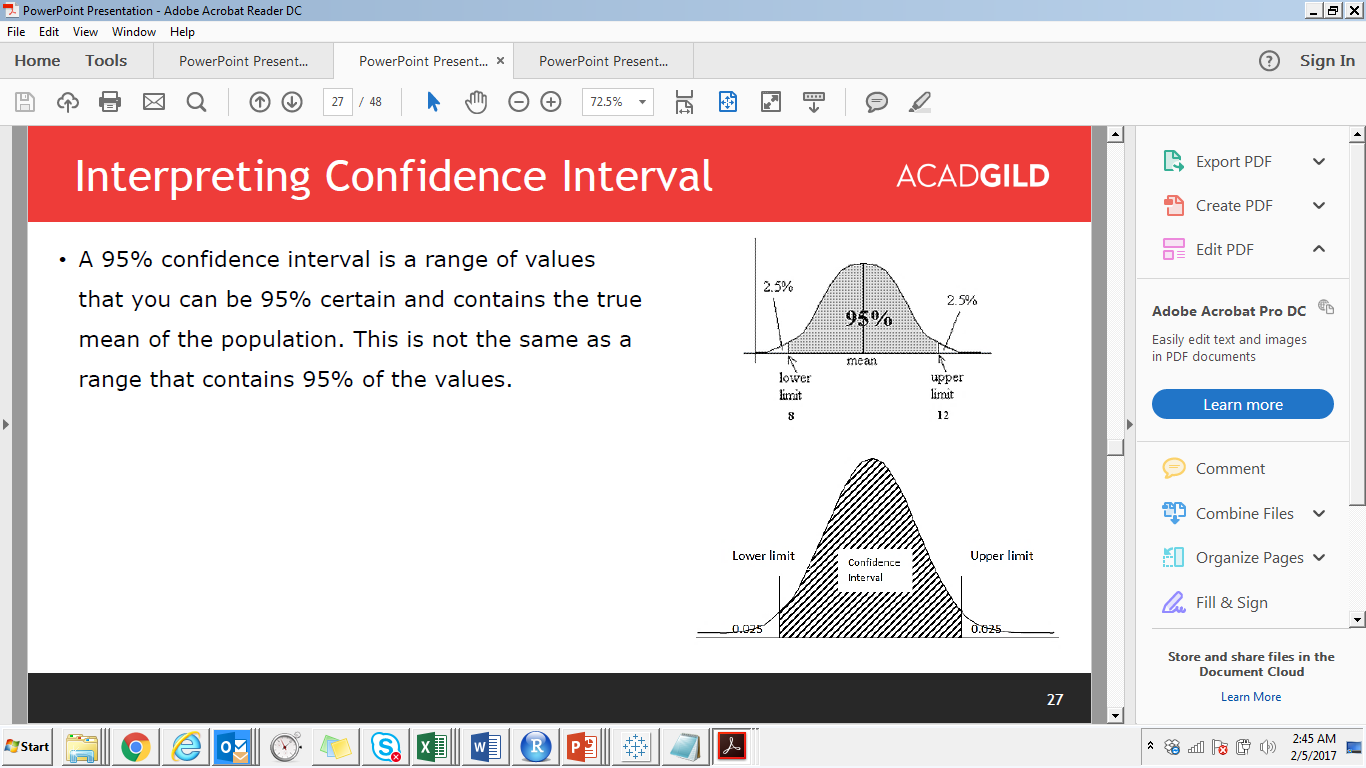 PowerPoint Presentation - Adobe Acrobat Reader DC
File Edit View Window Help
Home Tools PowerPoint Present... PowerPoint Present... × PowerPoint Present... ? Sign In
27 / 48 72.5%
Interpreting Confidence Interval
ACADGILD
• A 95% confidence interval is a range of values
that you can be 95% certain and contains the true
mean of the population. This is not the same as a
range that contains 95% of the values.
2.5%
2.5%
95%
mean
lower
limit
8
upper
limit
12
Lower limit
Upper limit
Confidence
Interval
0.025
0.025
27
Export PDF
Create PDF
Edit PDF
Adobe Acrobat Pro DC
Easily edit text and images
in PDF documents
Learn more
Comment
Combine Files
Organize Pages
Fill & Sign
Store and share files in the
Document Cloud
Learn More
Start
2:45 AM
2/5/2017